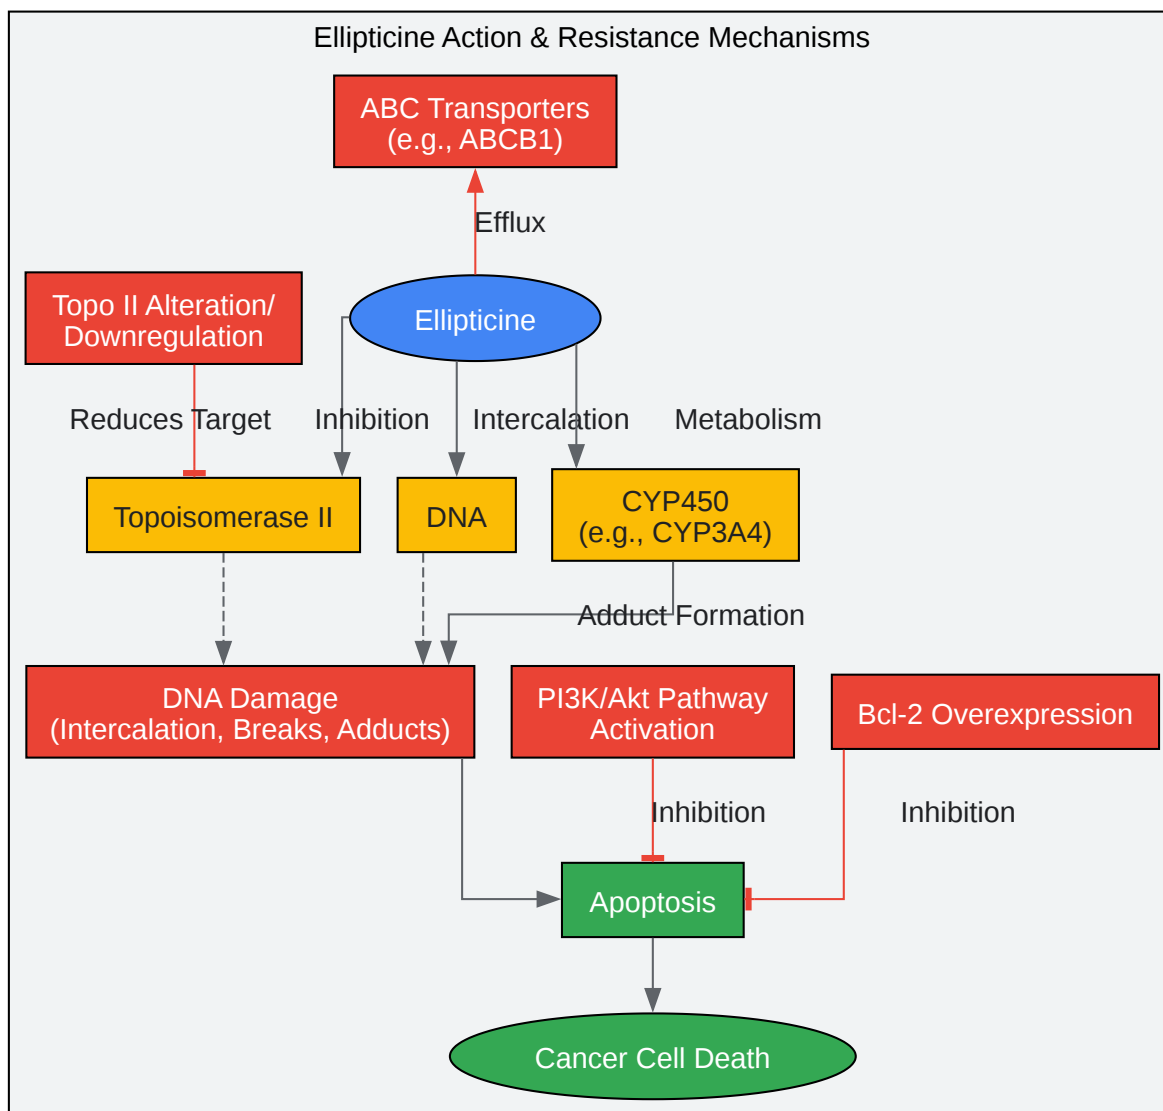 Ellipticine Action & Resistance Mechanisms
ABC Transporters
(e.g., ABCB1)
Efflux
Topo II Alteration/
Downregulation
Ellipticine
Reduces Target
Inhibition
Intercalation
Metabolism
Topoisomerase II
DNA
CYP450
(e.g., CYP3A4)
Adduct Formation
DNA Damage
(Intercalation, Breaks, Adducts)
PI3K/Akt Pathway
Activation
Bcl-2 Overexpression
Inhibition
Inhibition
Apoptosis
Cancer Cell Death